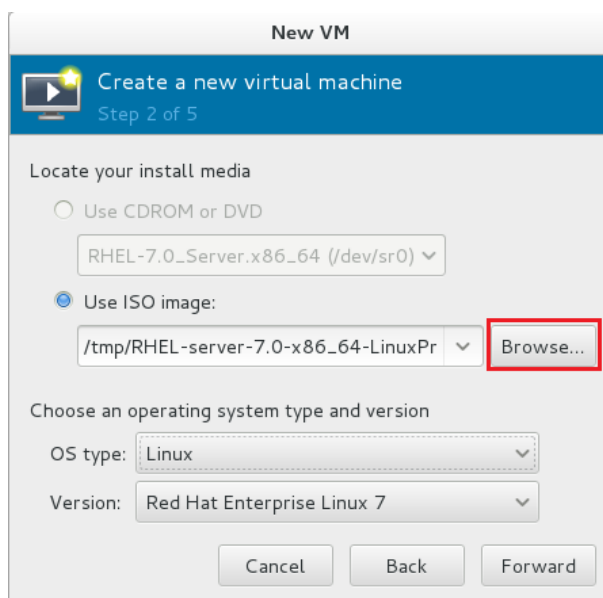 New VM
Create a new virtual machine
Step 2 of 5
Locate your install media
Use CDROM or DVD
RHEL-7.0_Server.x86_64 (/dev/sr0)
Use ISO image:
/tmp/RHEL-server-7.0-x86_64-LinuxPr
Browse...
Choose an operating system type and version
OS type: Linux
Version: Red Hat Enterprise Linux 7
Cancel Back Forward